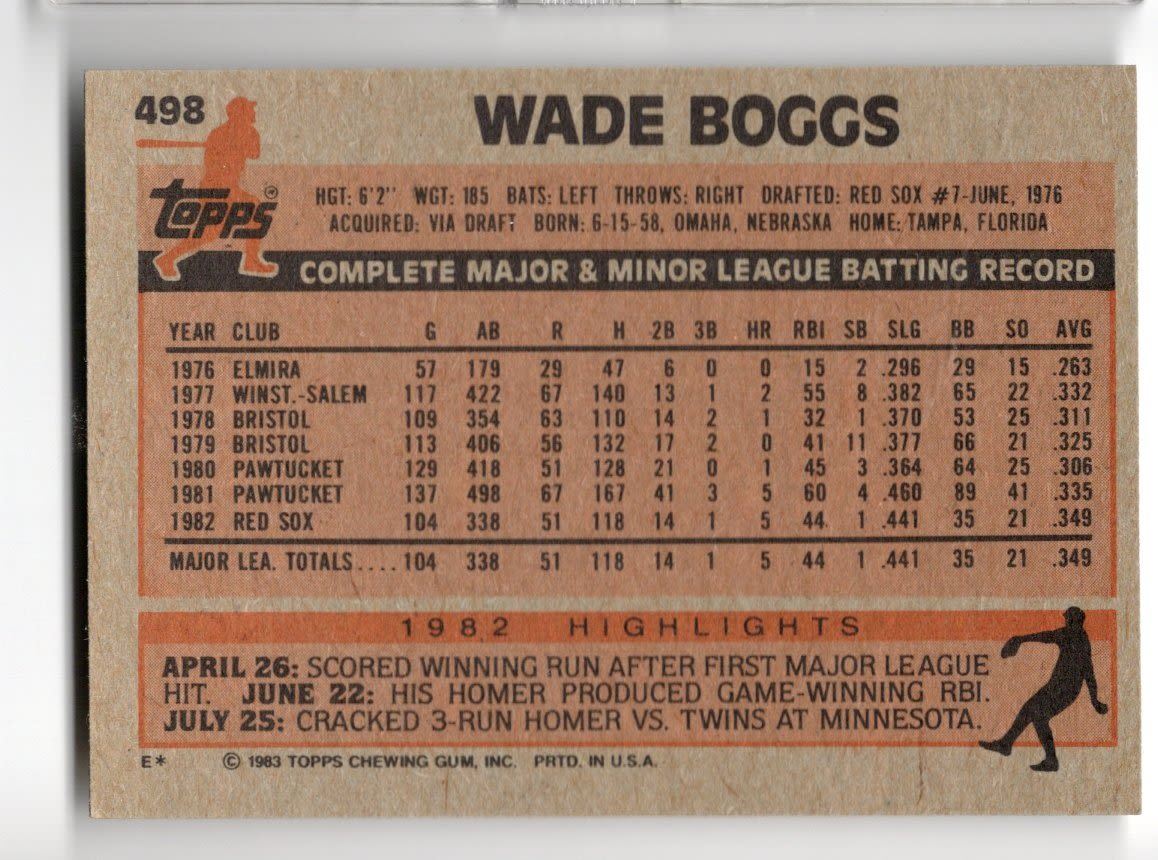 498
WADE BOGGS
topps ®
HGT: 6'2" WGT: 185 BATS: LEFT THROWS: RIGHT DRAFTED: RED SOX #7-JUNE, 1976
ACQUIRED: VIA DRAFT BORN: 6-15-58, OMAHA, NEBRASKA HOME: TAMPA, FLORIDA
COMPLETE MAJOR & MINOR LEAGUE BATTING RECORD
YEAR CLUB G AB R H 2B 3B HR RBI SB SLG BB SO AVG
1976 ELMIRA 57 179 29 47 6 0 0 15 2 .296 29 15 .263
1977 WINST.-SALEM 117 422 67 140 13 1 2 55 8 .382 65 22 .332
1978 BRISTOL 109 354 63 110 14 2 1 32 1 .370 53 25 .311
1979 BRISTOL 113 406 56 132 17 2 0 41 11 .377 66 21 .325
1980 PAWTUCKET 129 418 51 128 21 0 1 45 3 .364 64 25 .306
1981 PAWTUCKET 137 498 67 167 41 3 5 60 4 .460 89 41 .335
1982 RED SOX 104 338 51 118 14 1 5 44 1 .441 35 21 .349
MAJOR LEA. TOTALS.... 104 338 51 118 14 1 5 44 1 .441 35 21 .349
1982 HIGHLIGHTS
APRIL 26: SCORED WINNING RUN AFTER FIRST MAJOR LEAGUE
HIT. JUNE 22: HIS HOMER PRODUCED GAME-WINNING RBI.
JULY 25: CRACKED 3-RUN HOMER VS. TWINS AT MINNESOTA.
E* © 1983 TOPPS CHEWING GUM, INC. PRTD. IN U.S.A.